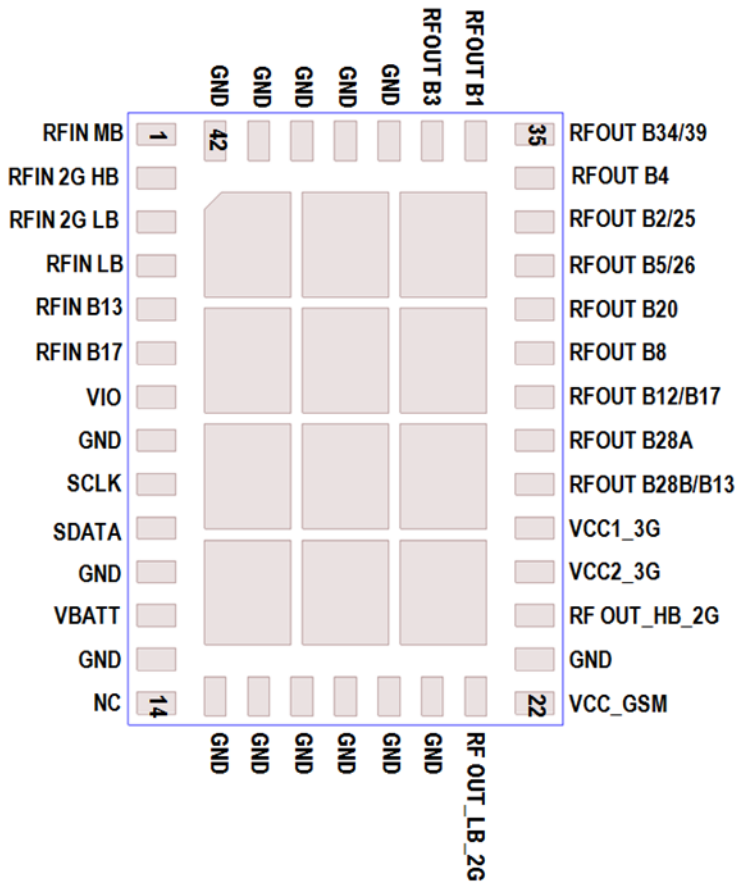 GND
GND
GND
GND
GND
RFOUT B3
RFOUT B1
RFIN MB
1
42
35
RFOUT B34/39
RFIN 2G HB
RFOUT B4
RFIN 2G LB
RFOUT B2/25
RFIN LB
RFOUT B5/26
RFIN B13
RFOUT B20
RFIN B17
RFOUT B8
VIO
RFOUT B12/B17
GND
RFOUT B28A
SCLK
RFOUT B28B/B13
SDATA
VCC1_3G
GND
VCC2_3G
VBATT
RF OUT_HB_2G
GND
GND
NC
14
22
VCC_GSM
GND
GND
GND
GND
GND
GND
RF OUT_LB_2G